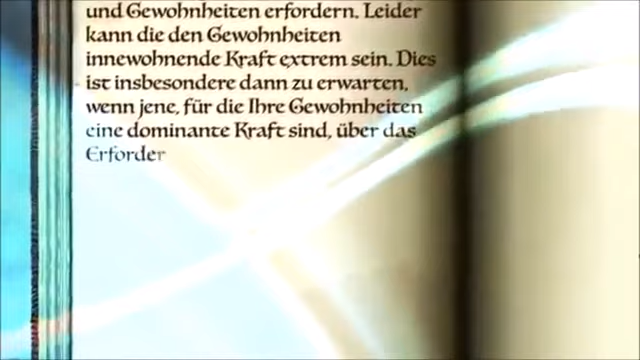 und Gewohnheiten erfordern. Leider
kann die den Gewohnheiten
innewohnende Kraft extrem sein. Dies
ist insbesondere dann zu erwarten,
wenn jene, für die Ihre Gewohnheiten
eine dominante Kraft sind, über das
Erforder